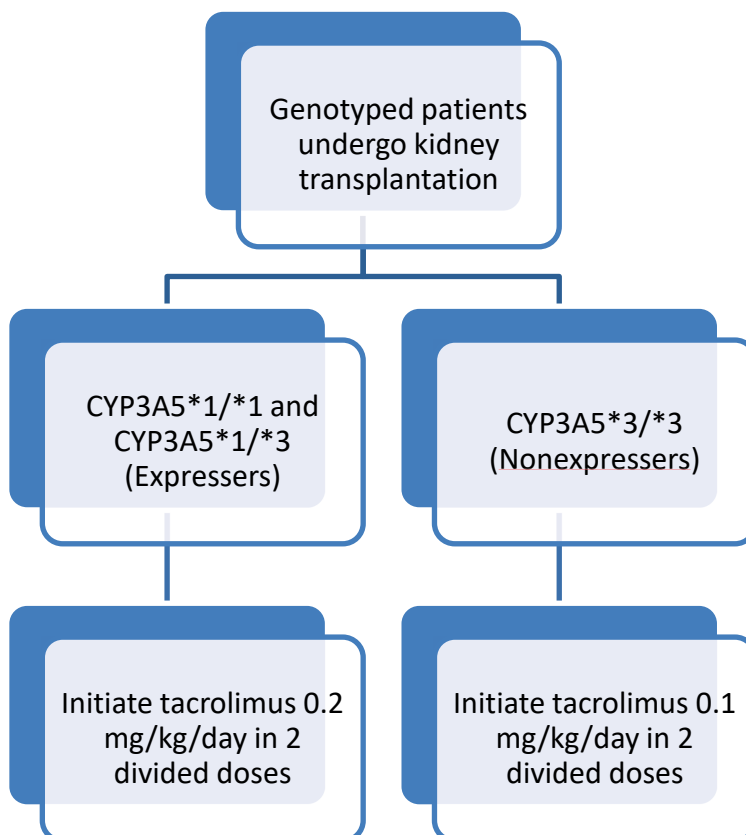 Genotyped patients
undergo kidney
transplantation
CYP3A5*1/*1 and
CYP3A5*1/*3
(Expressers)
CYP3A5*3/*3
(Nonexpressers)
Initiate tacrolimus 0.2
mg/kg/day in 2
divided doses
Initiate tacrolimus 0.1
mg/kg/day in 2
divided doses